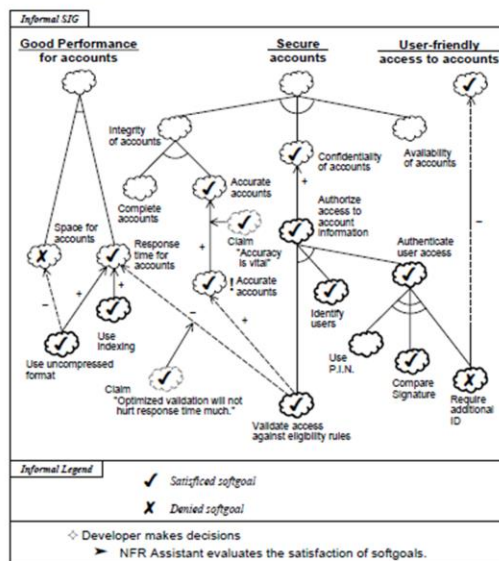 Informal SIG
Good Performance
for accounts
Secure
accounts
User-friendly
access to accounts
Integrity
of accounts
Confidentiality
of accounts
Availability
of accounts
Complete
accounts
Accurate
accounts
Authorize
access to
account
information
Claim
"Accuracy
is vital"
Space for
accounts
Response
time for
accounts
! Accurate
accounts
Authenticate
user access
Identify
users
Use
indexing
Use uncompressed
format
Use
P.I.N.
Compare
Signature
Require
additional
ID
Claim
"Optimized validation will not
hurt response time much."
Validate access
against eligibility rules
Informal Legend
✓ Satisficed softgoal
✗ Denied softgoal
Developer makes decisions
➤ NFR Assistant evaluates the satisfaction of softgoals.